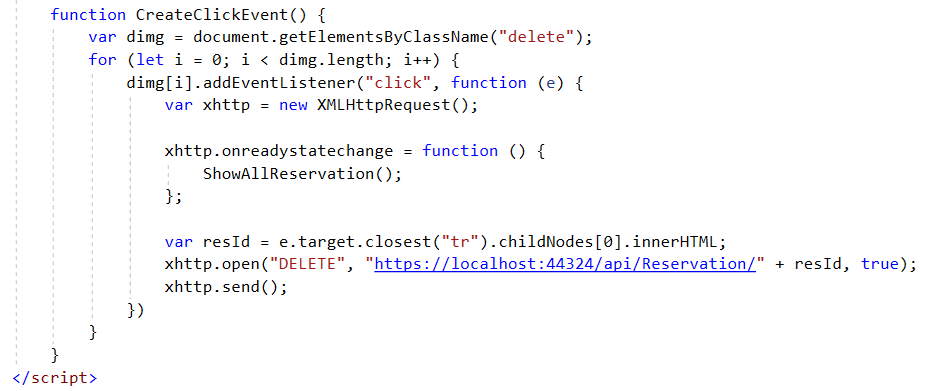 function CreateClickEvent() {
var dimg = document.getElementsByClassName("delete");
for (let i = 0; i < dimg.length; i++) {
dimg[i].addEventListener("click", function (e) {
var xhttp = new XMLHttpRequest();
xhttp.onreadystatechange = function () {
ShowAllReservation();
};
var resId = e.target.closest("tr").childNodes[0].innerHTML;
xhttp.open("DELETE", "https://localhost:44324/api/Reservation/" + resId, true);
xhttp.send();
})
}
}
</script>